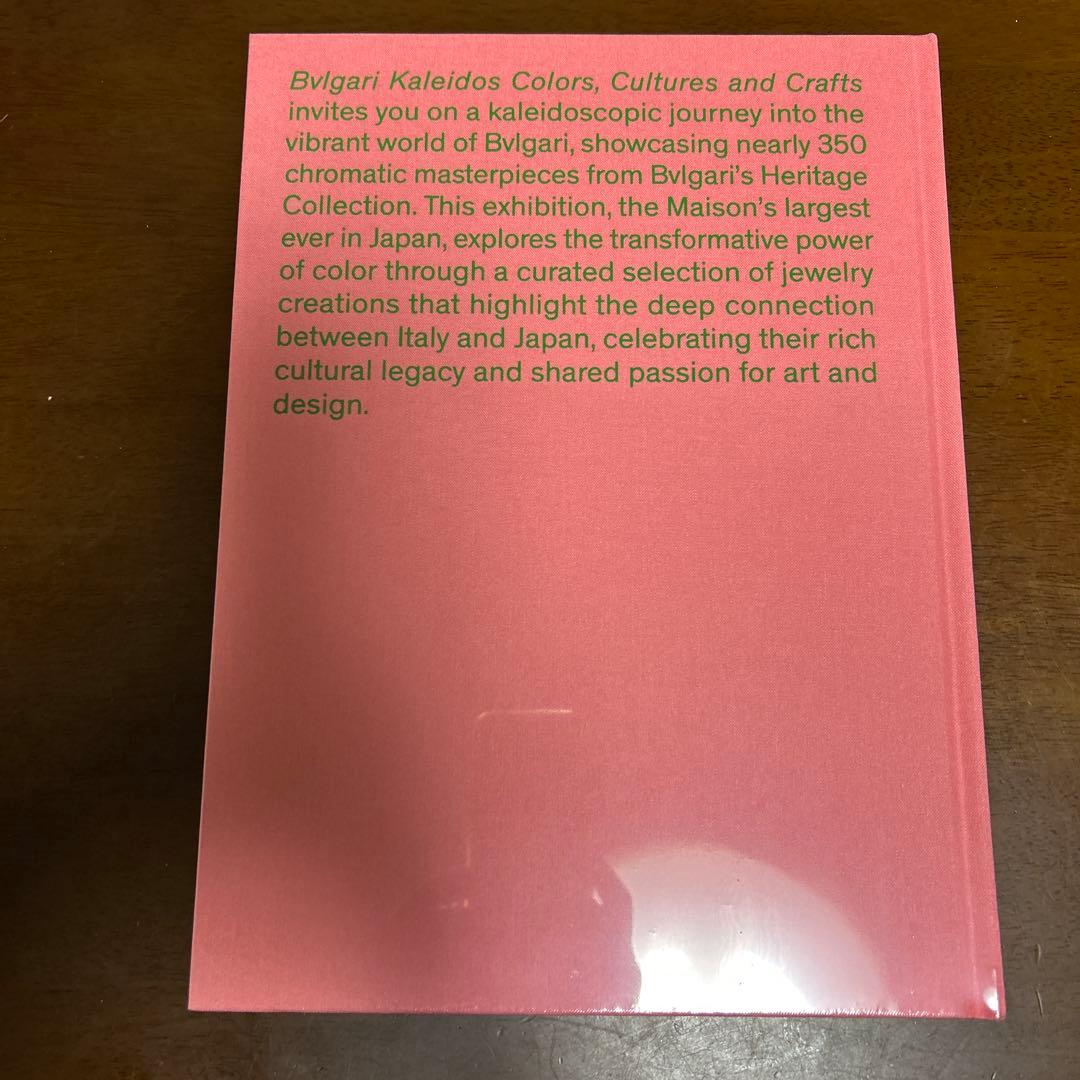 Bvlgari Kaleidos Colors, Cultures and Crafts
invites you on a kaleidoscopic journey into the
vibrant world of Bvlgari, showcasing nearly 350
chromatic masterpieces from Bvlgari's Heritage
Collection. This exhibition, the Maison's largest
ever in Japan, explores the transformative power
of color through a curated selection of jewelry
creations that highlight the deep connection
between Italy and Japan, celebrating their rich
cultural legacy and shared passion for art and
design.